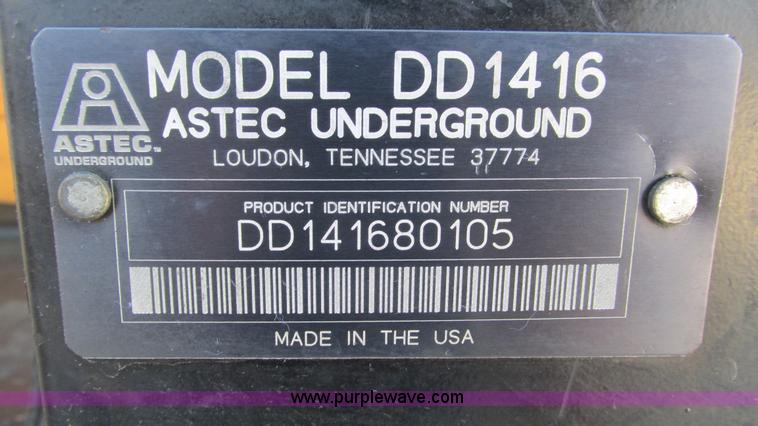 MODEL DD1416
ASTEC UNDERGROUND
LOUDON, TENNESSEE 37774
ASTEC™
UNDERGROUND
PRODUCT IDENTIFICATION NUMBER
DD141680105
MADE IN THE USA
www.purplewave.com